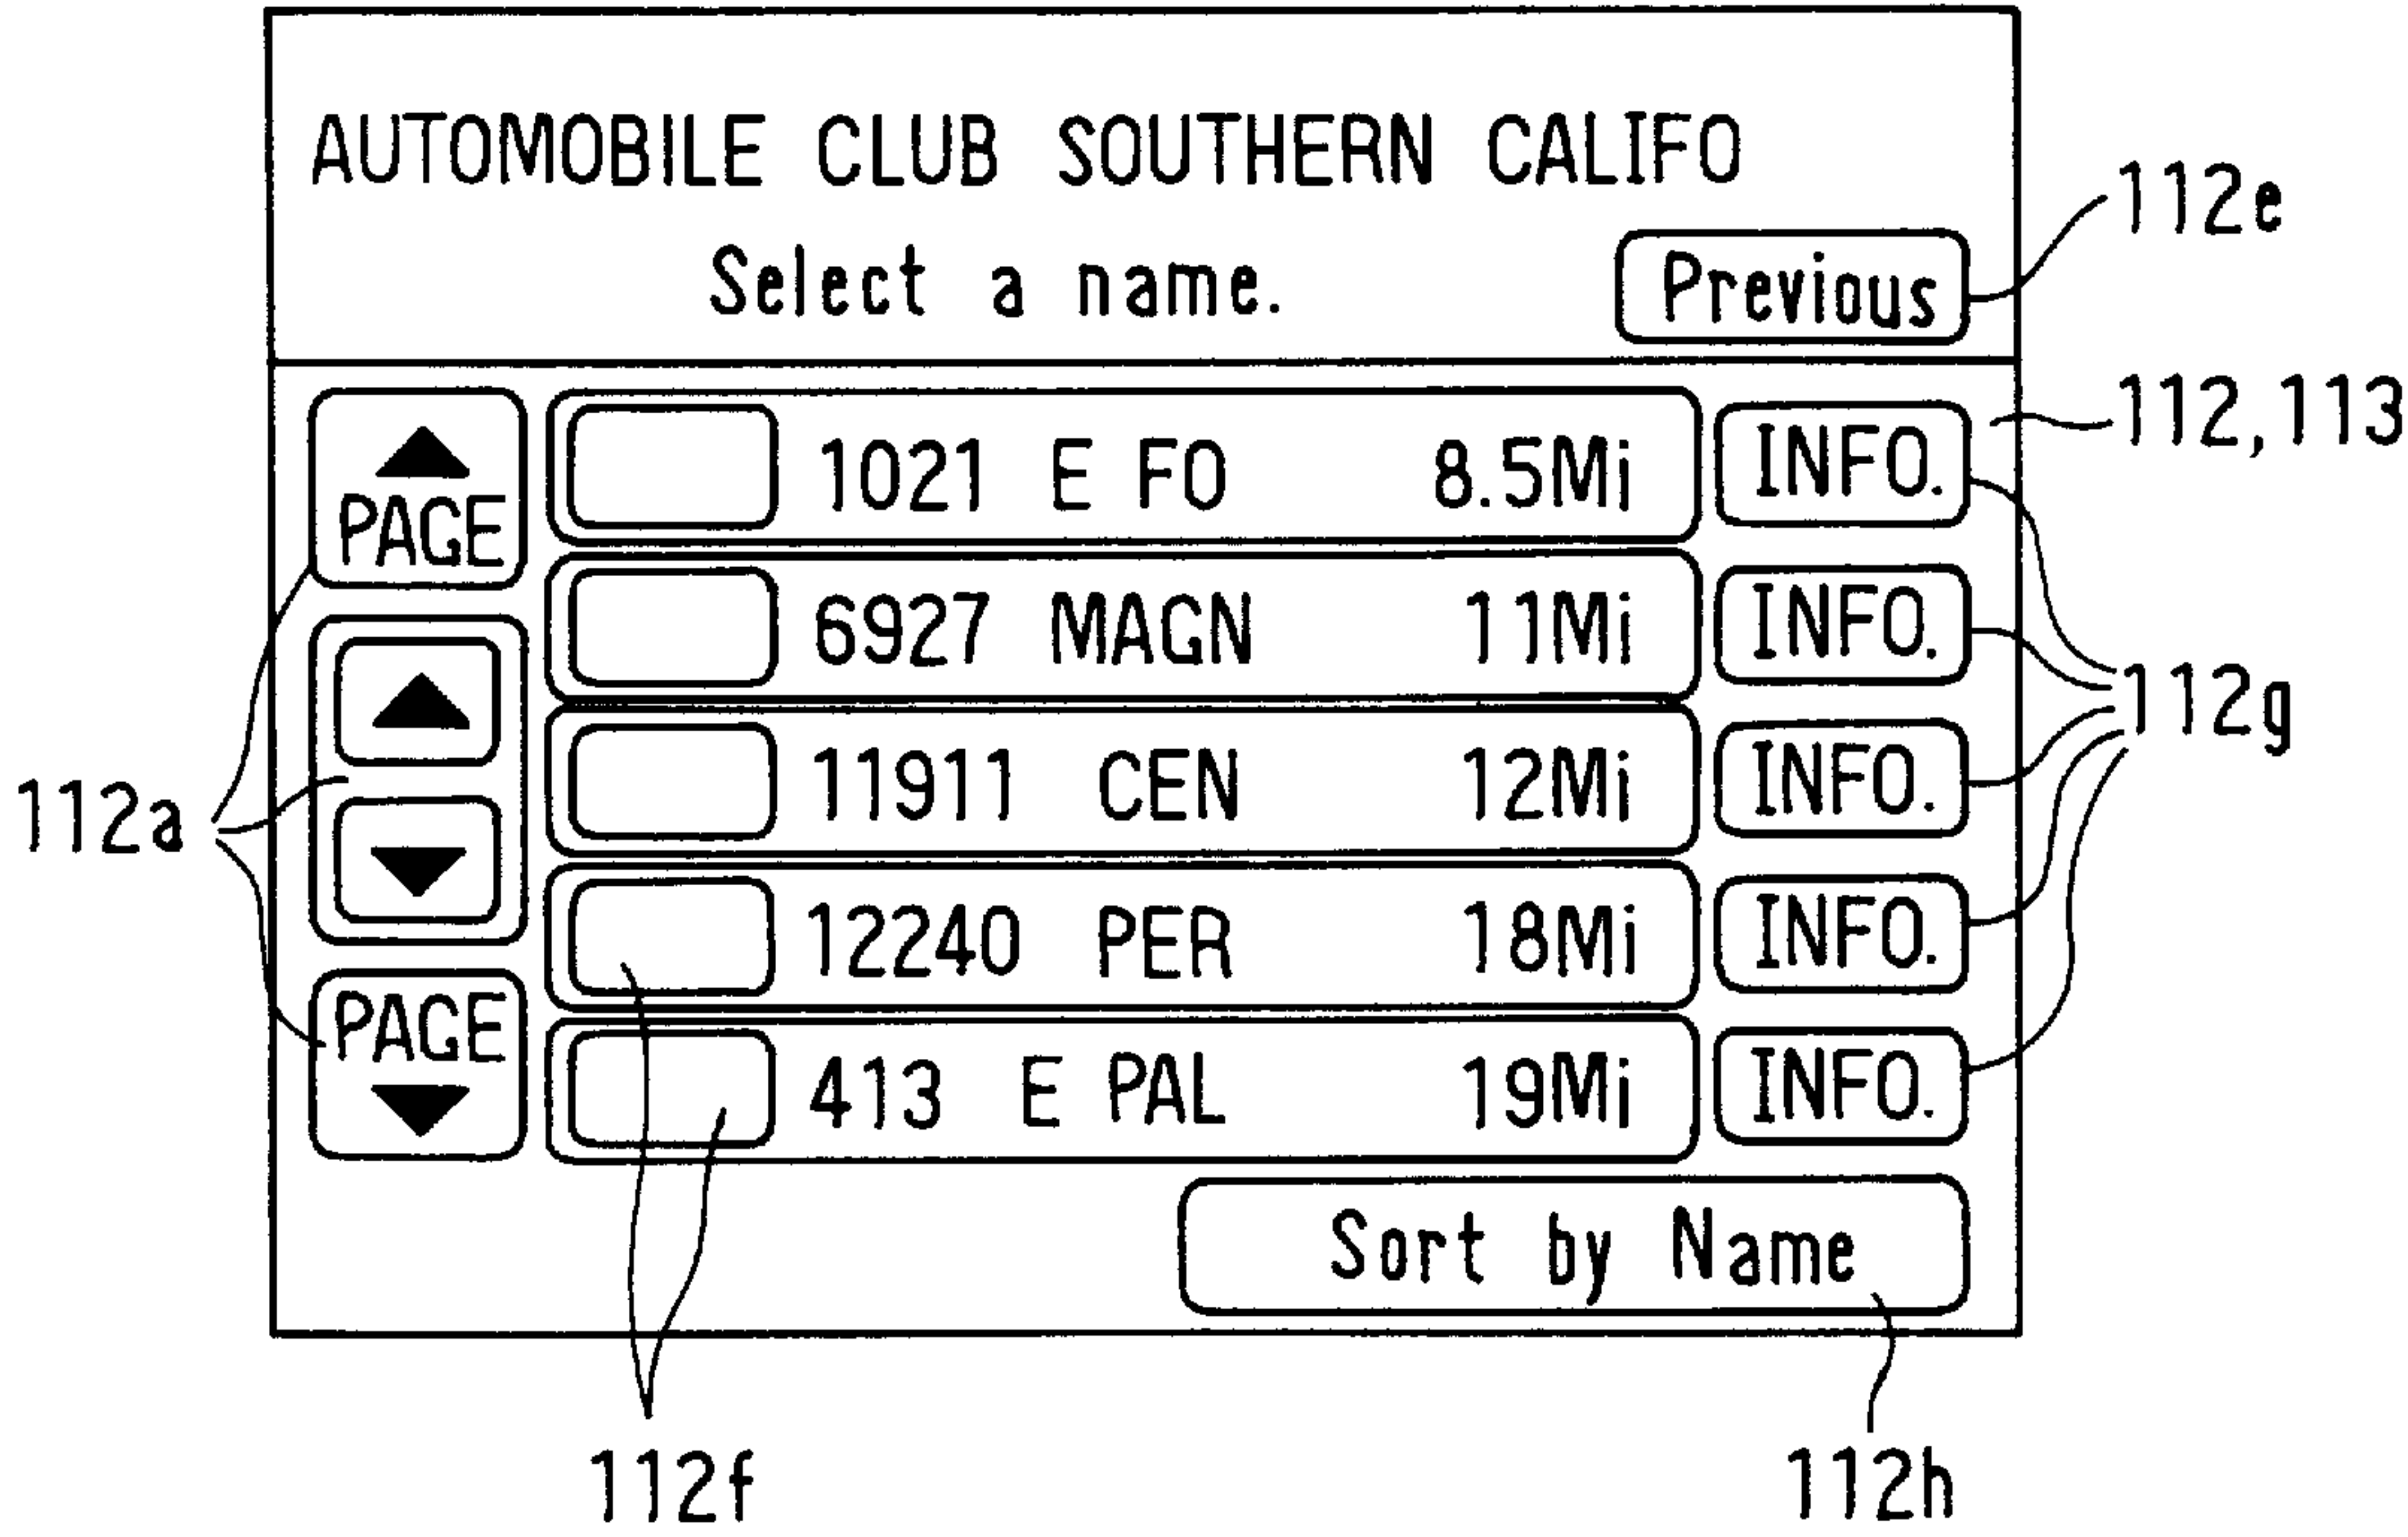 AUTOMOBILE CLUB SOUTHERN CALIFO
112e
Select a name.
Previous
112,113
PAGE
1021 E FO 8.5Mi INFO.
6927 MAGN 11Mi INFO.
112g
11911 CEN 12Mi INFO.
112a
12240 PER 18Mi INFO.
PAGE
413 E PAL 19Mi INFO.
Sort by Name
112f
112h